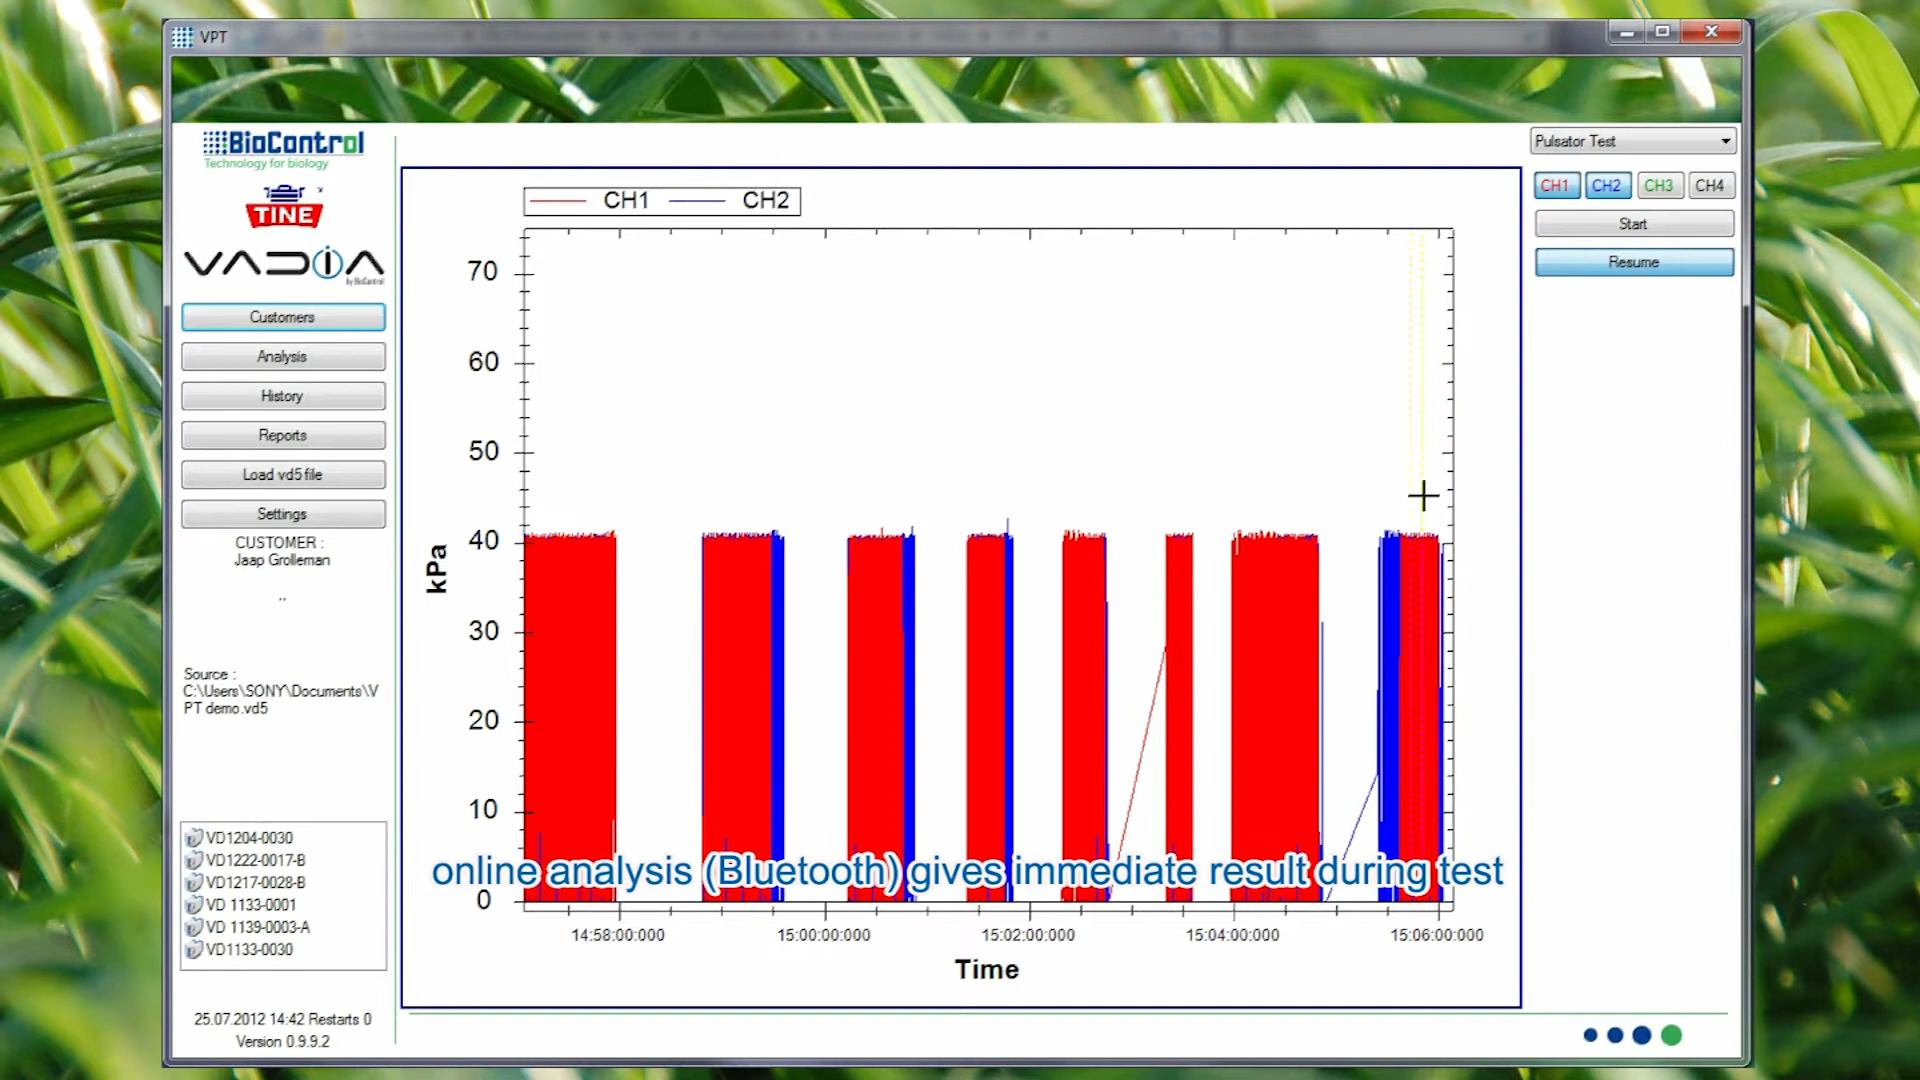 VPT
BioControl
Technology for biology
TINE
VADIA
by BioControl
Customers
Analysis
History
Reports
Load vd5 file
Settings
CUSTOMER :
Jaap Grolleman
,,
Source :
C:\Users\SONY\Documents\V
PT demo.vd5
VD1204-0030
VD1222-0017-B
VD1217-0028-B
VD 1133-0001
VD 1139-0003-A
VD1133-0030
25.07.2012 14:42 Restarts 0
Version 0.9.9.2
CH1 CH2
70
60
50
40
30
20
10
0
kPa
online analysis (Bluetooth) gives immediate result during test
14:58:00:000 15:00:00:000 15:02:00:000 15:04:00:000 15:06:00:000
Time
Pulsator Test
CH1 CH2 CH3 CH4
Start
Resume